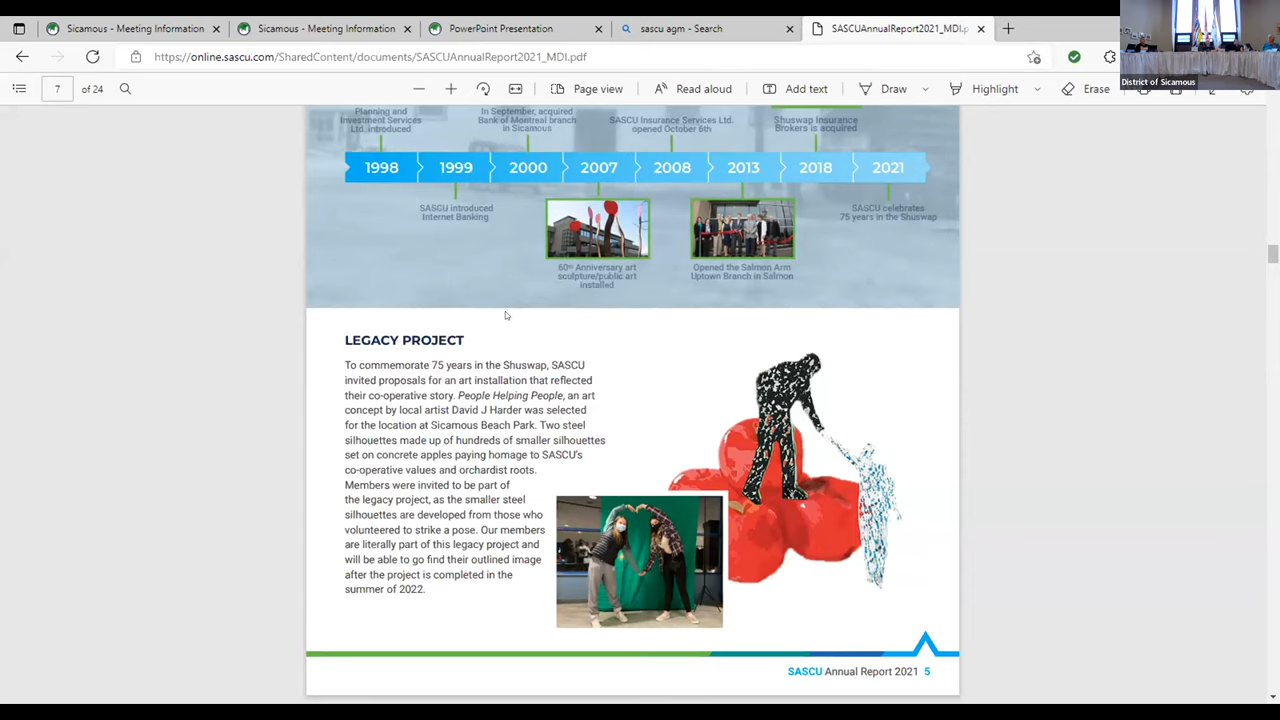 Sicamous - Meeting Information
Sicamous - Meeting Information
PowerPoint Presentation
sascu agm - Search
SASCUAnnualReport2021_MDI.p
https://online.sascu.com/SharedContent/documents/SASCUAnnualReport2021_MDI.pdf
District of Sicamous
7 of 24
Page view
Read aloud
Add text
Draw
Highlight
Erase
Planning and
Investment Services
Ltd. introduced
In September, acquired
Bank of Montreal branch
in Sicamous
SASCU Insurance Services Ltd.
opened October 6th
Shuswap Insurance
Brokers is acquired
1998 1999 2000 2007 2008 2013 2018 2021
SASCU introduced
Internet Banking
SASCU celebrates
75 years in the Shuswap
60th Anniversary art
sculpture/public art
installed
Opened the Salmon Arm
Uptown Branch in Salmon
LEGACY PROJECT
To commemorate 75 years in the Shuswap, SASCU
invited proposals for an art installation that reflected
their co-operative story. People Helping People, an art
concept by local artist David J Harder was selected
for the location at Sicamous Beach Park. Two steel
silhouettes made up of hundreds of smaller silhouettes
set on concrete apples paying homage to SASCU's
co-operative values and orchardist roots.
Members were invited to be part of
the legacy project, as the smaller steel
silhouettes are developed from those who
volunteered to strike a pose. Our members
are literally part of this legacy project and
will be able to go find their outlined image
after the project is completed in the
summer of 2022.
SASCU Annual Report 2021 5